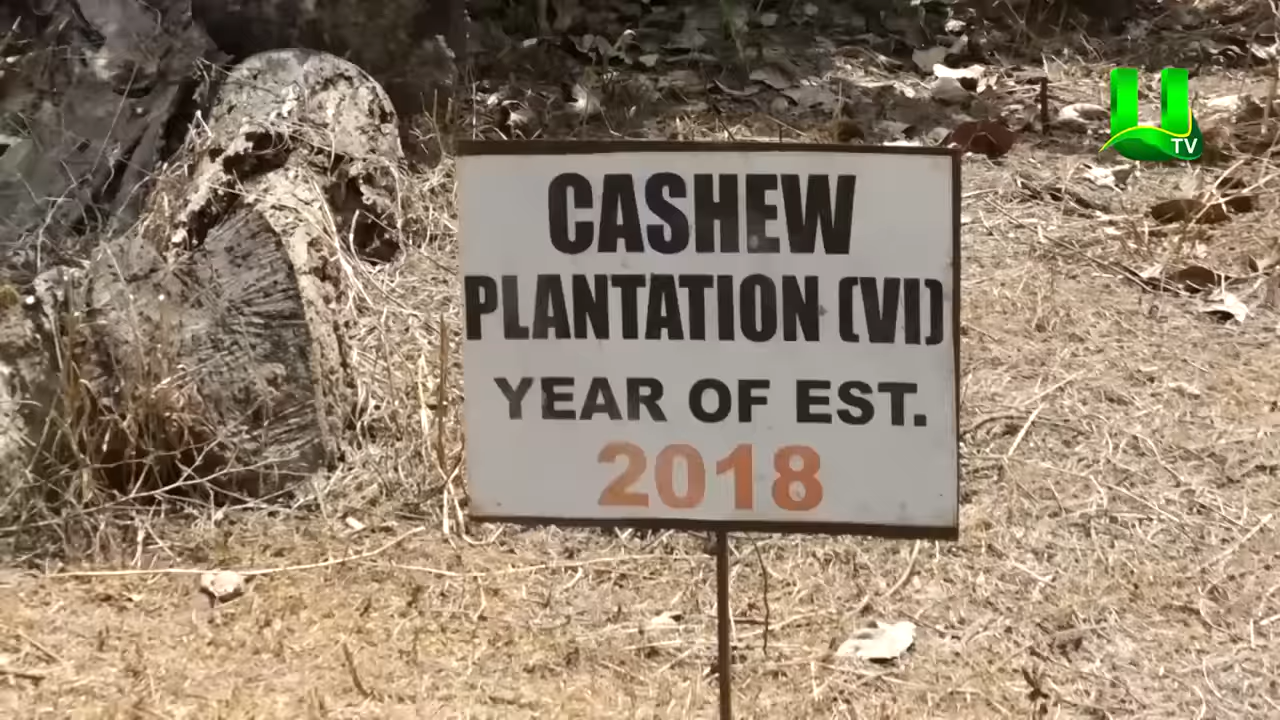 CASHEW
PLANTATION (VI)
YEAR OF EST.
2018
U
TV